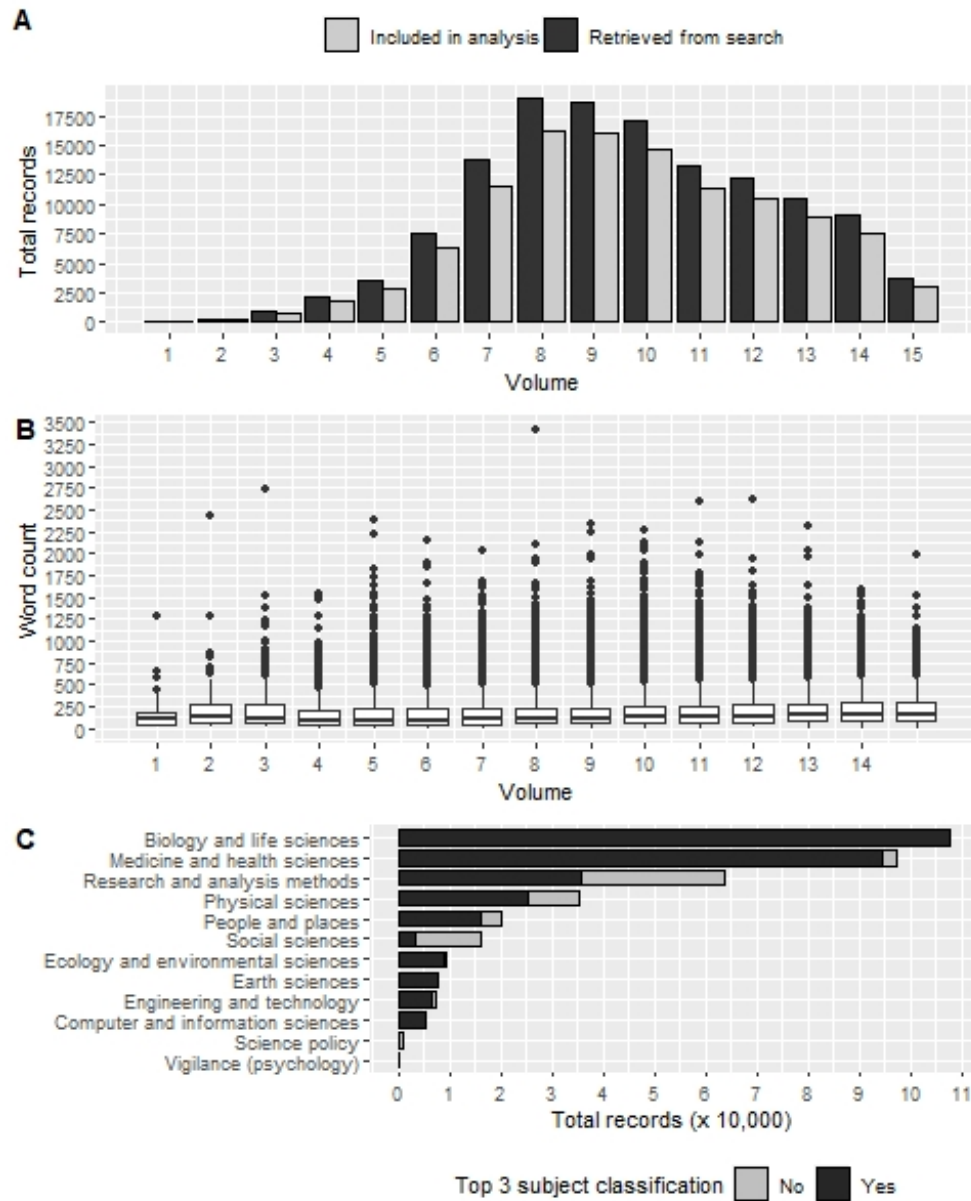 A
Included in analysis Retrieved from search
Total records
17500
15000
12500
10000
7500
5000
2500
0
1 2 3 4 5 6 7 8 9 10 11 12 13 14 15
Volume
B
Word count
3500
3250
3000
2750
2500
2250
2000
1750
1500
1250
1000
750
500
250
0
1 2 3 4 5 6 7 8 9 10 11 12 13 14
Volume
C
Biology and life sciences
Medicine and health sciences
Research and analysis methods
Physical sciences
People and places
Social sciences
Ecology and environmental sciences
Earth sciences
Engineering and technology
Computer and information sciences
Science policy
Vigilance (psychology)
0 1 2 3 4 5 6 7 8 9 10 11
Total records (x 10,000)
Top 3 subject classification No Yes